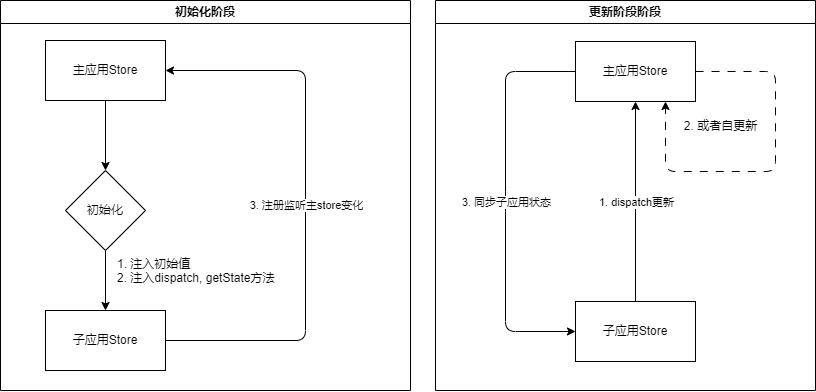 初始化阶段
主应用Store
初始化
3. 注册监听主store变化
1. 注入初始值
2. 注入dispatch, getState方法
子应用Store
更新阶段阶段
主应用Store
2. 或者自更新
3. 同步子应用状态
1. dispatch更新
子应用Store